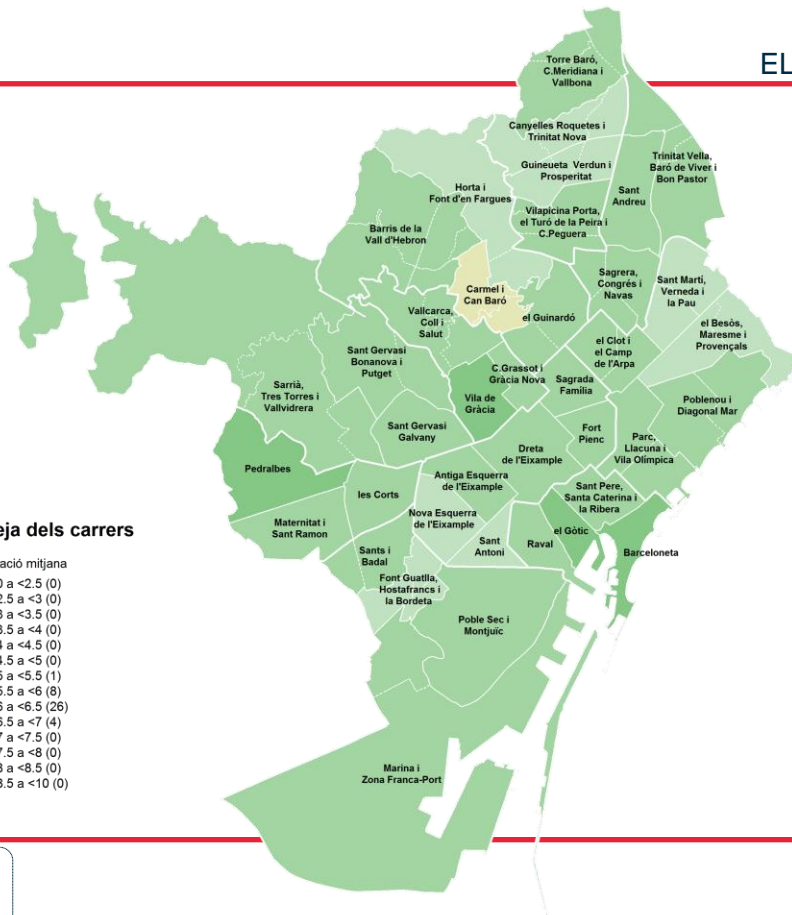 EL
Torre Baró,
C.Meridiana i
Vallbona
Canyelles Roquetes i
Trinitat Nova
Guineueta Verdun i
Prosperitat
Trinitat Vella,
Baró de Viver i
Bon Pastor
Sant
Andreu
Horta i
Font d'en Fargues
Vilapicina Porta,
el Turó de la Peira i
C.Peguera
Barris de la
Vall d'Hebron
Sagrera,
Congrés i
Navas
Sant Martí,
Verneda i
la Pau
Carmel i
Can Baró
Vallcarca,
Coll i
Salut
el Guinardó
el Besòs,
Maresme i
Provençals
el Clot i
el Camp
de l'Arpa
Sant Gervasi
Bonanova i
Putget
C.Grassot i
Gràcia Nova
Sagrada
Família
Sarrià,
Tres Torres i
Vallvidrera
Vila de
Gràcia
Poblenou i
Diagonal Mar
Sant Gervasi
Galvany
Fort
Pienc
Parc,
Llacuna i
Vila Olímpica
Dreta
de l'Eixample
Pedralbes
Antiga Esquerra
de l'Eixample
Sant Pere,
Santa Caterina i
la Ribera
les Corts
Nova Esquerra
de l'Eixample
Maternitat i
Sant Ramon
el Gòtic
Sant
Antoni
Raval
Barceloneta
Sants i
Badal
Font Guatlla,
Hostafrancs i
la Bordeta
Poble Sec i
Montjuïc
Marina i
Zona Franca-Port
eja dels carrers
ació mitjana
0 a <2.5 (0)
2.5 a <3 (0)
3 a <3.5 (0)
3.5 a <4 (0)
4 a <4.5 (0)
4.5 a <5 (0)
5 a <5.5 (1)
5.5 a <6 (8)
6 a <6.5 (26)
6.5 a <7 (4)
7 a <7.5 (0)
7.5 a <8 (0)
8 a <8.5 (0)
8.5 a <10 (0)